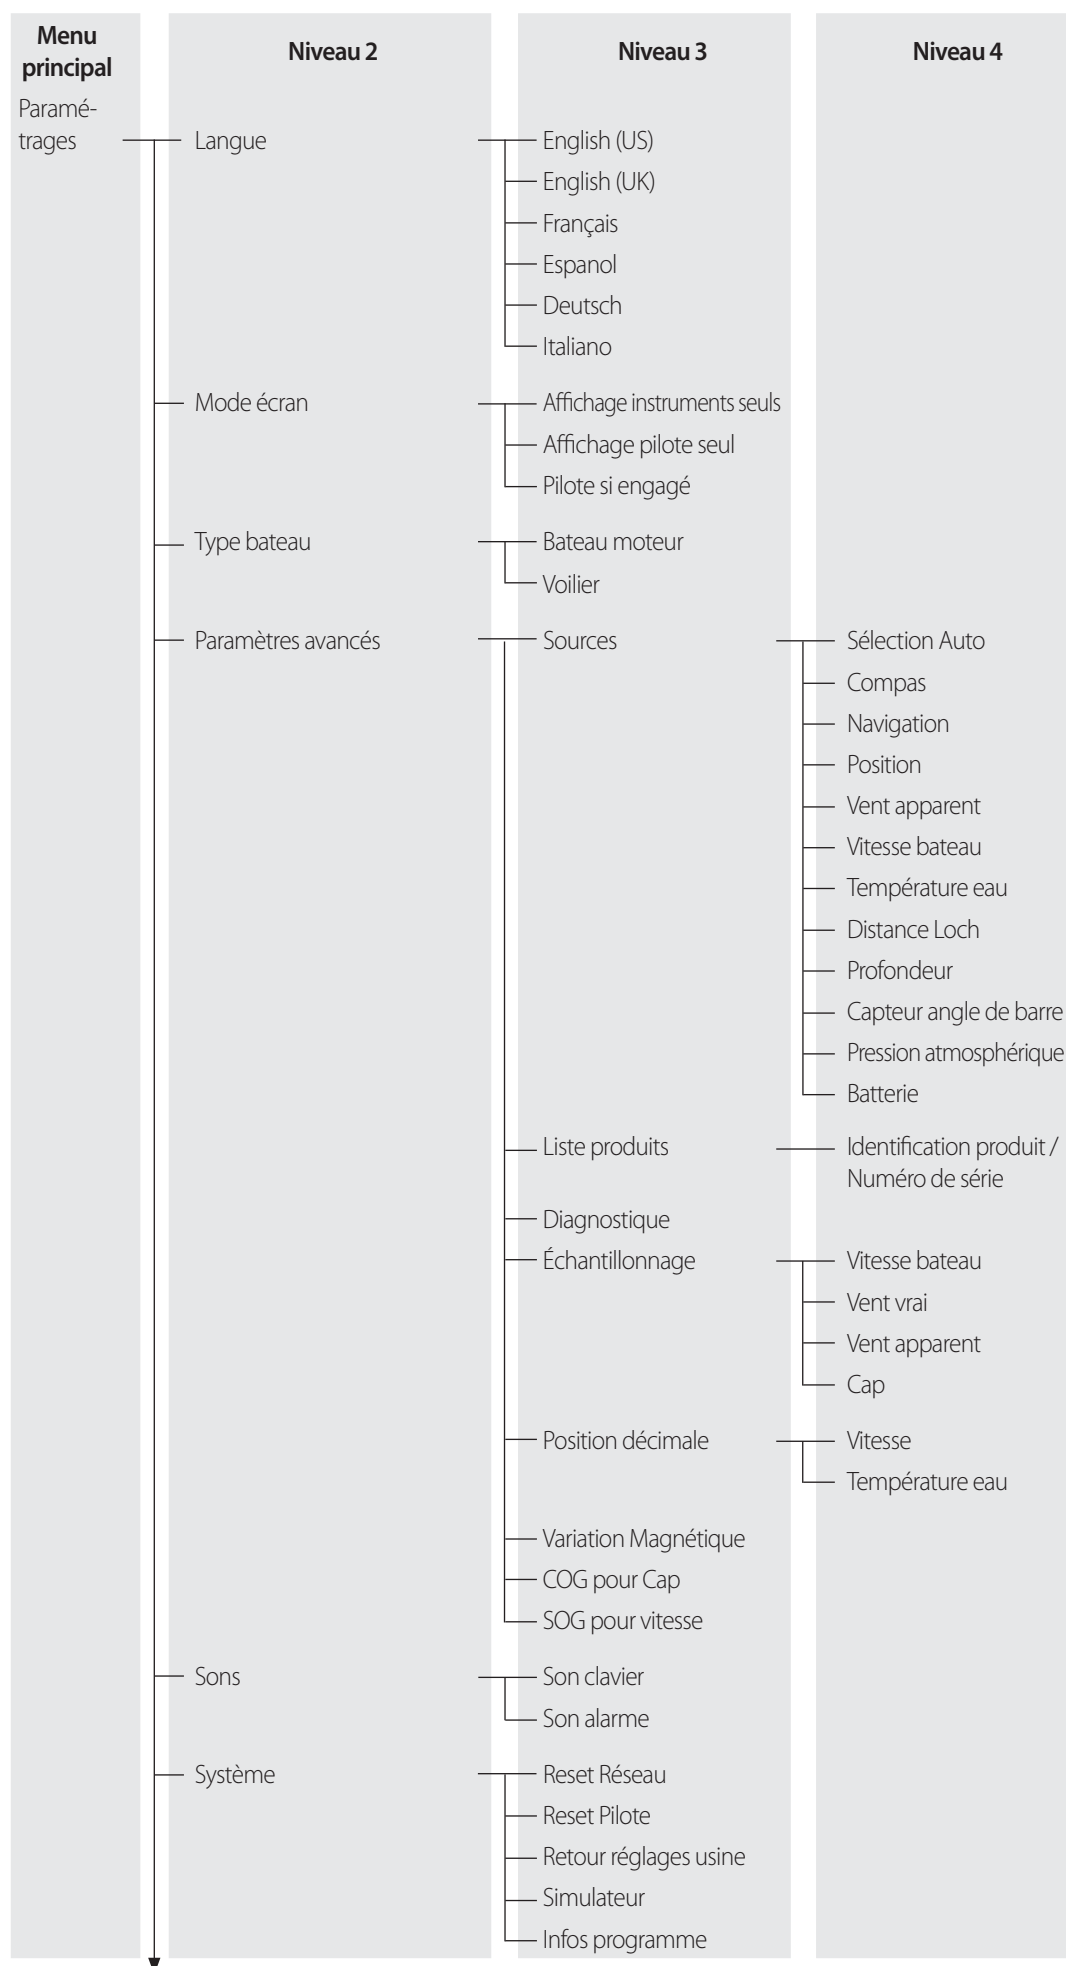 Menu
principal
Niveau 2
Niveau 3
Niveau 4
Paramé-
trages
Langue
English (US)
English (UK)
Français
Espanol
Deutsch
Italiano
Mode écran
Affichage instruments seuls
Affichage pilote seul
Pilote si engagé
Type bateau
Bateau moteur
Voilier
Paramètres avancés
Sources
Sélection Auto
Compas
Navigation
Position
Vent apparent
Vitesse bateau
Température eau
Distance Loch
Profondeur
Capteur angle de barre
Pression atmosphérique
Batterie
Liste produits
Identification produit /
Numéro de série
Diagnostique
Échantillonnage
Vitesse bateau
Vent vrai
Vent apparent
Cap
Position décimale
Vitesse
Température eau
Variation Magnétique
COG pour Cap
SOG pour vitesse
Sons
Son clavier
Son alarme
Système
Reset Réseau
Reset Pilote
Retour réglages usine
Simulateur
Infos programme